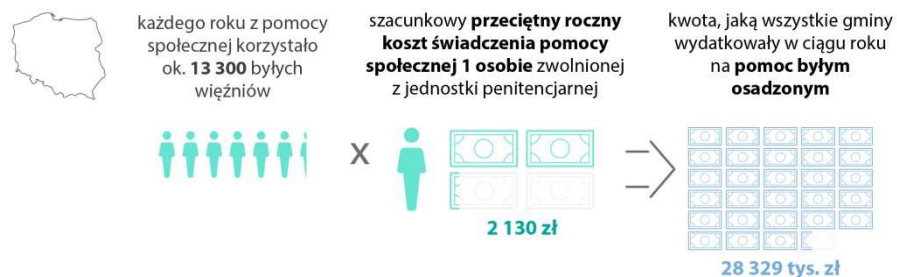 każdego roku z pomocy
społecznej korzystało
ok. 13 300 byłych
więźniów
szacunkowy przeciętny roczny
koszt świadczenia pomocy
społecznej 1 osobie zwolnionej
z jednostki penitencjarnej
kwota, jaką wszystkie gminy
wydatkowały w ciągu roku
na pomoc byłym
osadzonym
X
2 130 zł
28 329 tys. zł